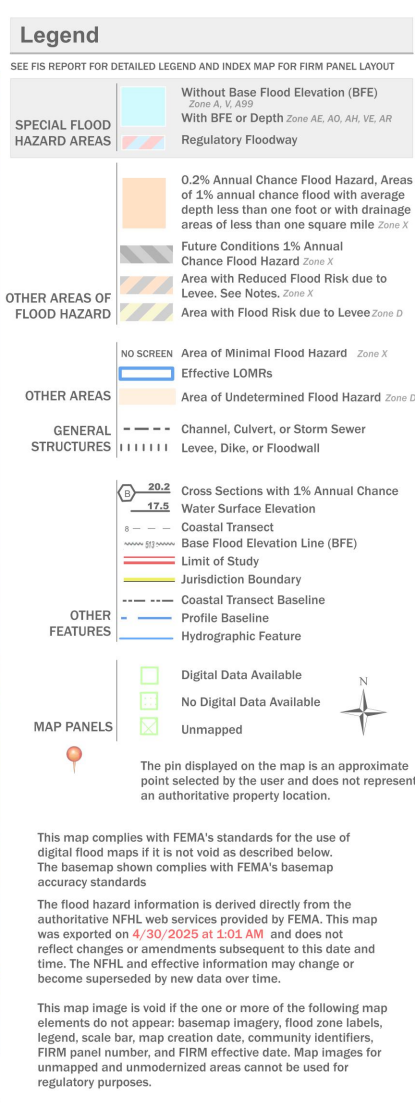 Legend
SEE FIS REPORT FOR DETAILED LEGEND AND INDEX MAP FOR FIRM PANEL LAYOUT
SPECIAL FLOOD
HAZARD AREAS
Without Base Flood Elevation (BFE)
Zone A, V, A99
With BFE or Depth Zone AE, AO, AH, VE, AR
Regulatory Floodway
OTHER AREAS OF
FLOOD HAZARD
0.2% Annual Chance Flood Hazard, Areas
of 1% annual chance flood with average
depth less than one foot or with drainage
areas of less than one square mile Zone X
Future Conditions 1% Annual
Chance Flood Hazard Zone X
Area with Reduced Flood Risk due to
Levee. See Notes. Zone X
Area with Flood Risk due to Levee Zone D
OTHER AREAS
NO SCREEN Area of Minimal Flood Hazard Zone X
Effective LOMRs
Area of Undetermined Flood Hazard Zone D
GENERAL
STRUCTURES
Channel, Culvert, or Storm Sewer
Levee, Dike, or Floodwall
OTHER
FEATURES
B 20.2 Cross Sections with 1% Annual Chance
17.5 Water Surface Elevation
8 Coastal Transect
513 Base Flood Elevation Line (BFE)
Limit of Study
Jurisdiction Boundary
Coastal Transect Baseline
Profile Baseline
Hydrographic Feature
MAP PANELS
Digital Data Available
No Digital Data Available
Unmapped
N
The pin displayed on the map is an approximate
point selected by the user and does not represent
an authoritative property location.
This map complies with FEMA's standards for the use of
digital flood maps if it is not void as described below.
The basemap shown complies with FEMA's basemap
accuracy standards
The flood hazard information is derived directly from the
authoritative NFHL web services provided by FEMA. This map
was exported on 4/30/2025 at 1:01 AM and does not
reflect changes or amendments subsequent to this date and
time. The NFHL and effective information may change or
become superseded by new data over time.
This map image is void if the one or more of the following map
elements do not appear: basemap imagery, flood zone labels,
legend, scale bar, map creation date, community identifiers,
FIRM panel number, and FIRM effective date. Map images for
unmapped and unmodernized areas cannot be used for
regulatory purposes.